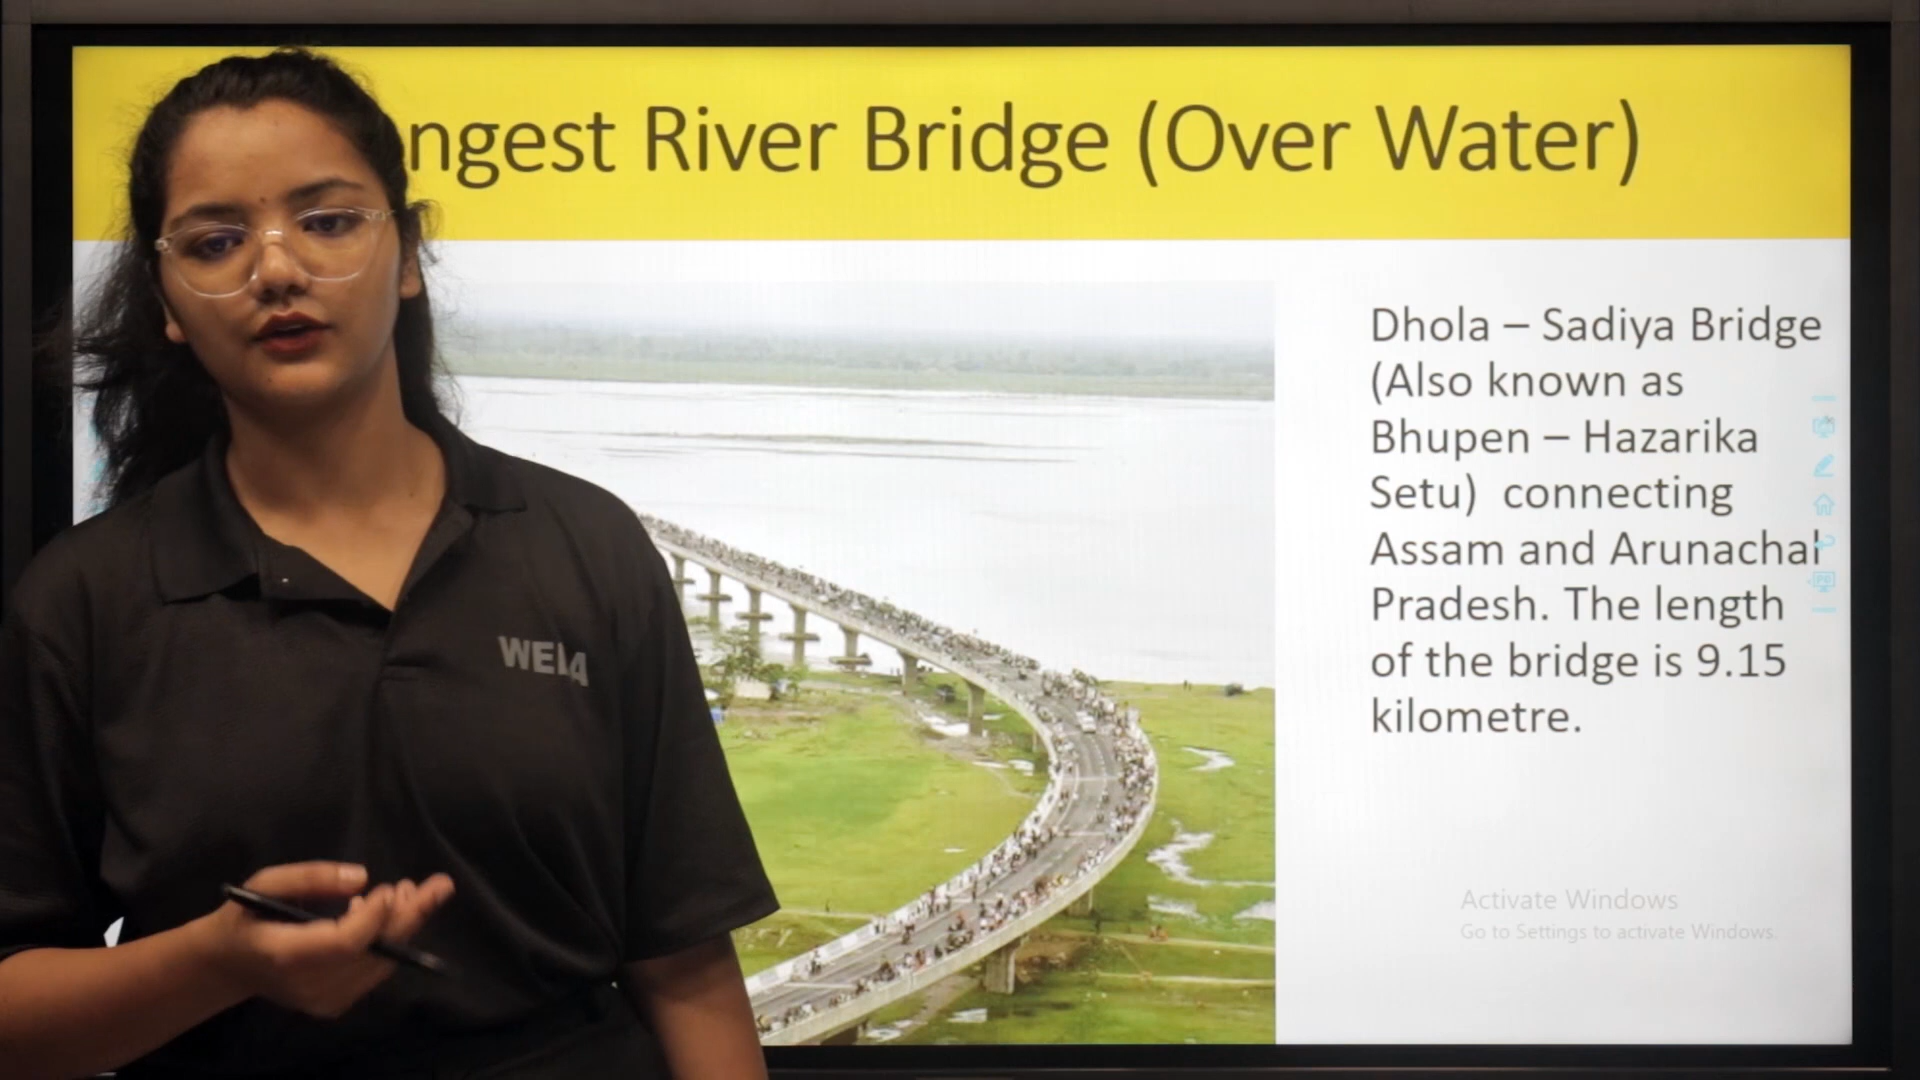 ngest River Bridge (Over Water)
Dhola – Sadiya Bridge
(Also known as
Bhupen – Hazarika
Setu) connecting
Assam and Arunachal
Pradesh. The length
of the bridge is 9.15
kilometre.
Activate Windows
Go to Settings to activate Windows.